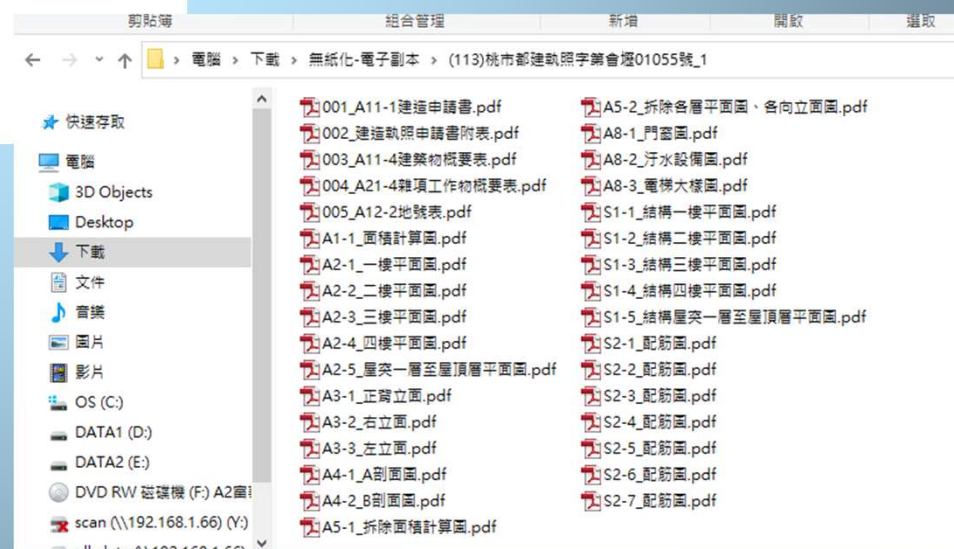 剪貼簿
組合管理
新增
開啟
選取
電腦 › 下載 › 無紙化-電子副本 › (113)桃市都建執照字第會壢01055號_1
快速存取
電腦
3D Objects
Desktop
下載
文件
音樂
圖片
影片
OS (C:)
DATA1 (D:)
DATA2 (E:)
DVD RW 磁碟機 (F:) A2
scan (\\192.168.1.66) (Y:)
001_A11-1建造申請書.pdf
002_建造執照申請書附表.pdf
003_A11-4建築物概要表.pdf
004_A21-4雜項工作物概要表.pdf
005_A12-2地號表.pdf
A1-1_面積計算圖.pdf
A2-1_一樓平面圖.pdf
A2-2_二樓平面圖.pdf
A2-3_三樓平面圖.pdf
A2-4_四樓平面圖.pdf
A2-5_屋突一層至屋頂層平面圖.pdf
A3-1_正背立面.pdf
A3-2_右立面.pdf
A3-3_左立面.pdf
A4-1_A剖面圖.pdf
A4-2_B剖面圖.pdf
A5-1_拆除面積計算圖.pdf
A5-2_拆除各層平面圖、各向立面圖.pdf
A8-1_門窗圖.pdf
A8-2_汙水設備圖.pdf
A8-3_電梯大樣圖.pdf
S1-1_結構一樓平面圖.pdf
S1-2_結構二樓平面圖.pdf
S1-3_結構三樓平面圖.pdf
S1-4_結構四樓平面圖.pdf
S1-5_結構屋突一層至屋頂層平面圖.pdf
S2-1_配筋圖.pdf
S2-2_配筋圖.pdf
S2-3_配筋圖.pdf
S2-4_配筋圖.pdf
S2-5_配筋圖.pdf
S2-6_配筋圖.pdf
S2-7_配筋圖.pdf